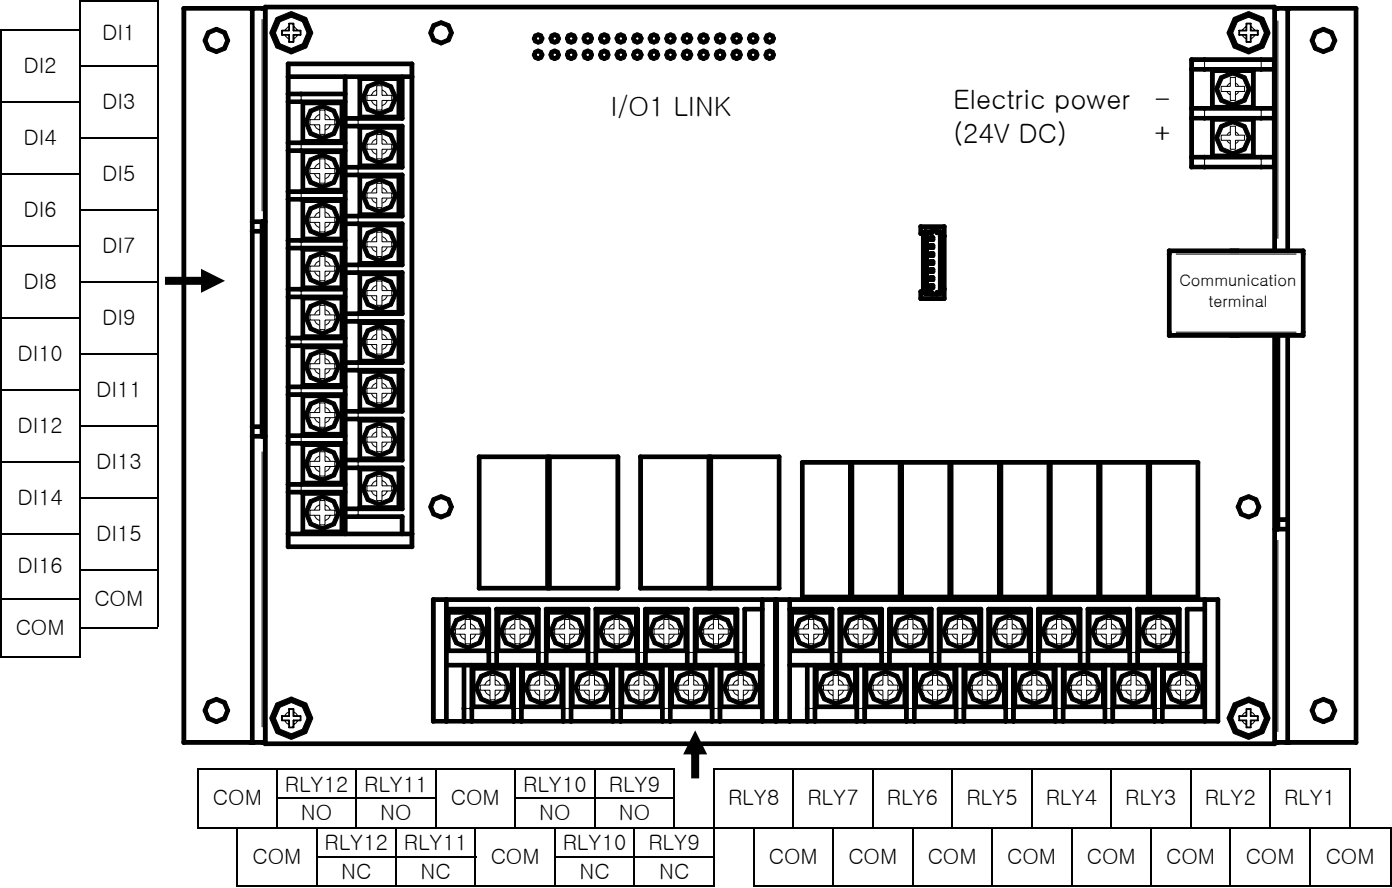 DI1
DI2
DI3
DI4
DI5
DI6
DI7
DI8
DI9
DI10
DI11
DI12
DI13
DI14
DI15
DI16
COM
COM
I/O1 LINK
Electric power −
(24V DC) +
Communication
terminal
COM RLY12 RLY11 COM RLY10 RLY9 RLY8 RLY7 RLY6 RLY5 RLY4 RLY3 RLY2 RLY1
NO NO NO NO
COM RLY12 RLY11 COM RLY10 RLY9 COM COM COM COM COM COM COM COM
NC NC NC NC